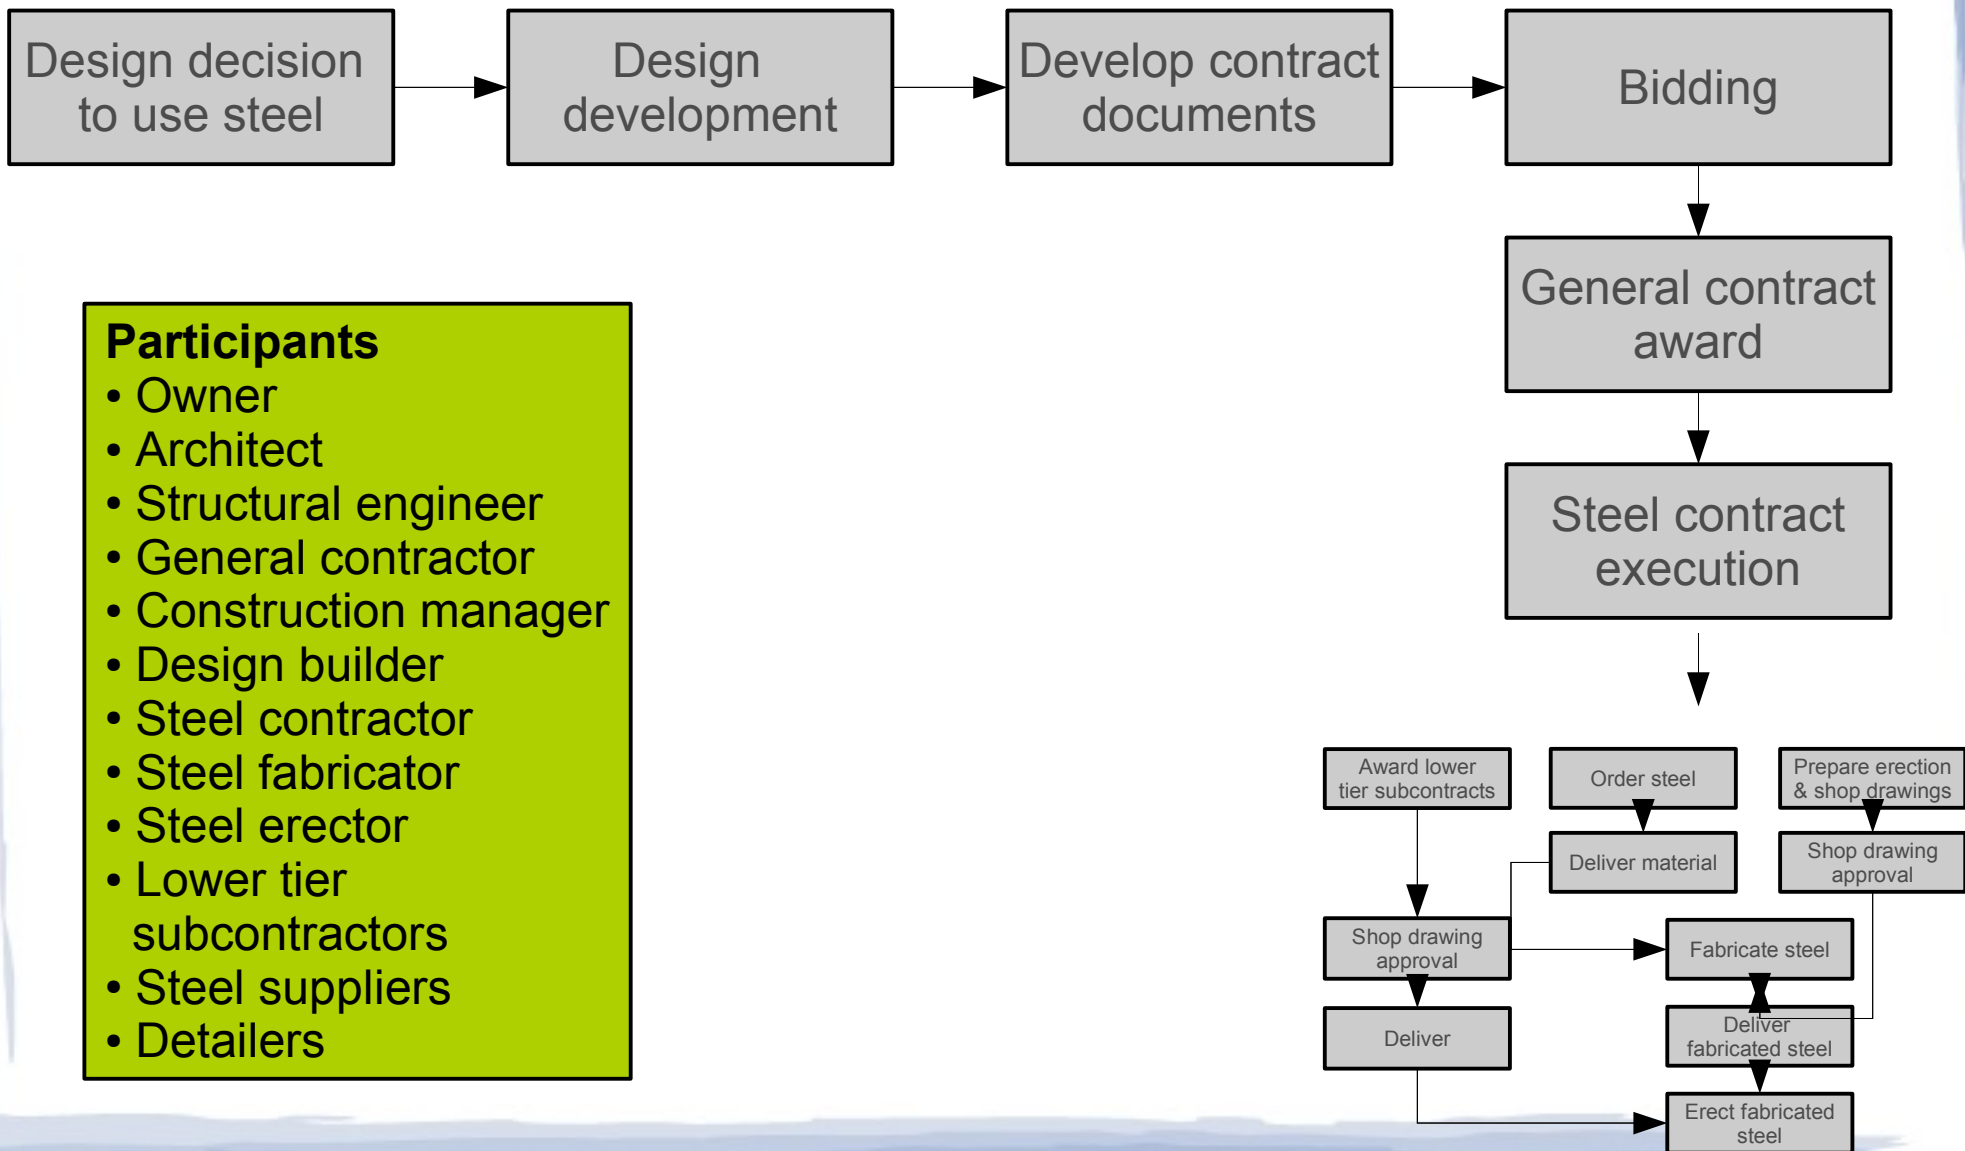 Design decision
to use steel
Design
development
Develop contract
documents
Bidding
General contract
award
Steel contract
execution
Participants
• Owner
• Architect
• Structural engineer
• General contractor
• Construction manager
• Design builder
• Steel contractor
• Steel fabricator
• Steel erector
• Lower tier
subcontractors
• Steel suppliers
• Detailers
Award lower
tier subcontracts
Order steel
Prepare erection
& shop drawings
Deliver material
Shop drawing
approval
Shop drawing
approval
Fabricate steel
Deliver
Deliver
fabricated steel
Erect fabricated
steel